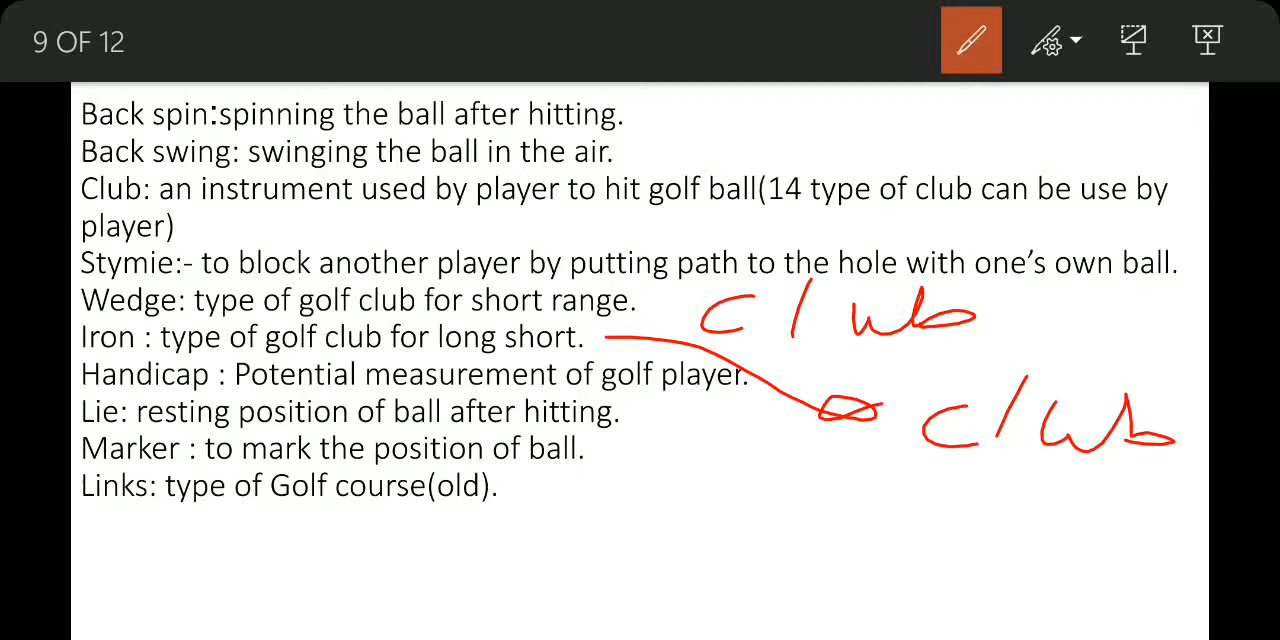 9 OF 12
Back spin:spinning the ball after hitting.
Back swing: swinging the ball in the air.
Club: an instrument used by player to hit golf ball(14 type of club can be use by
player)
Stymie:- to block another player by putting path to the hole with one’s own ball.
Wedge: type of golf club for short range.
club
Iron : type of golf club for long short.
Handicap : Potential measurement of golf player.
Lie: resting position of ball after hitting.
club
Marker : to mark the position of ball.
Links: type of Golf course(old).